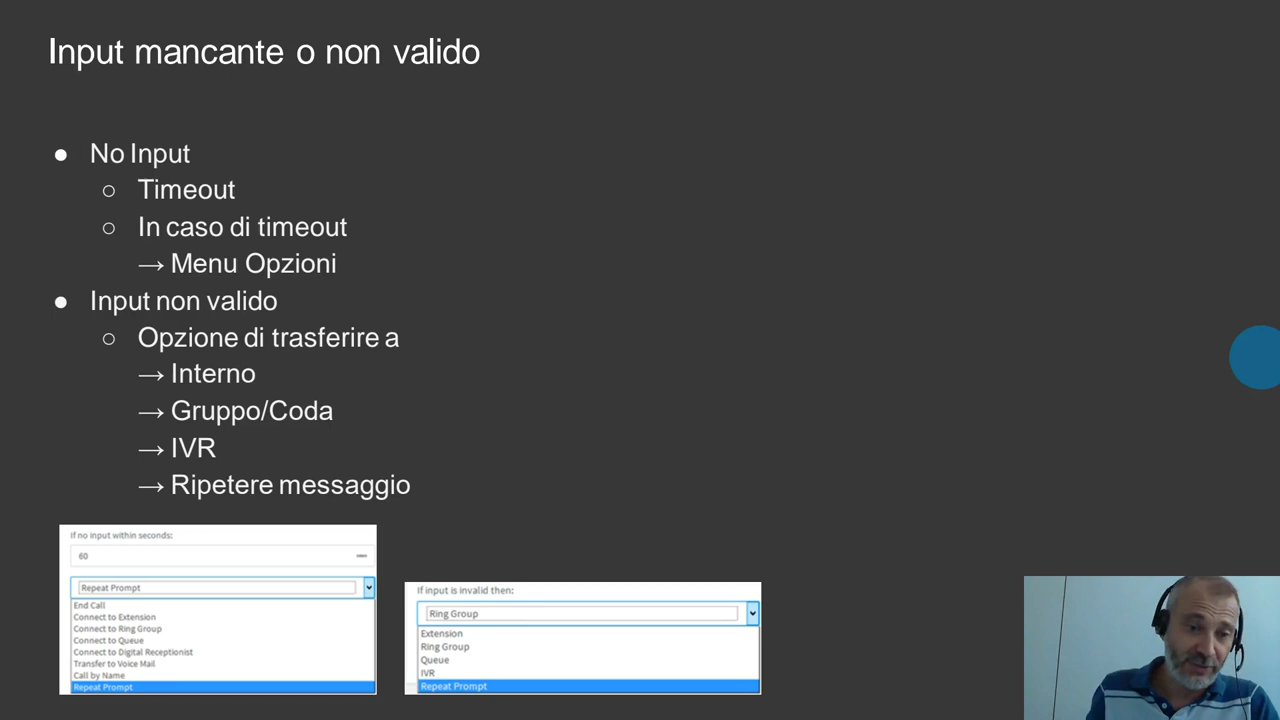 Input mancante o non valido
● No Input
○ Timeout
○ In caso di timeout
→ Menu Opzioni
● Input non valido
○ Opzione di trasferire a
→ Interno
→ Gruppo/Coda
→ IVR
→ Ripetere messaggio
If no input within seconds:
60
Repeat Prompt
End Call
Connect to Extension
Connect to Ring Group
Connect to Queue
Connect to Digital Receptionist
Transfer to Voice Mail
Call by Name
Repeat Prompt
If input is invalid then:
Ring Group
Extension
Ring Group
Queue
IVR
Repeat Prompt